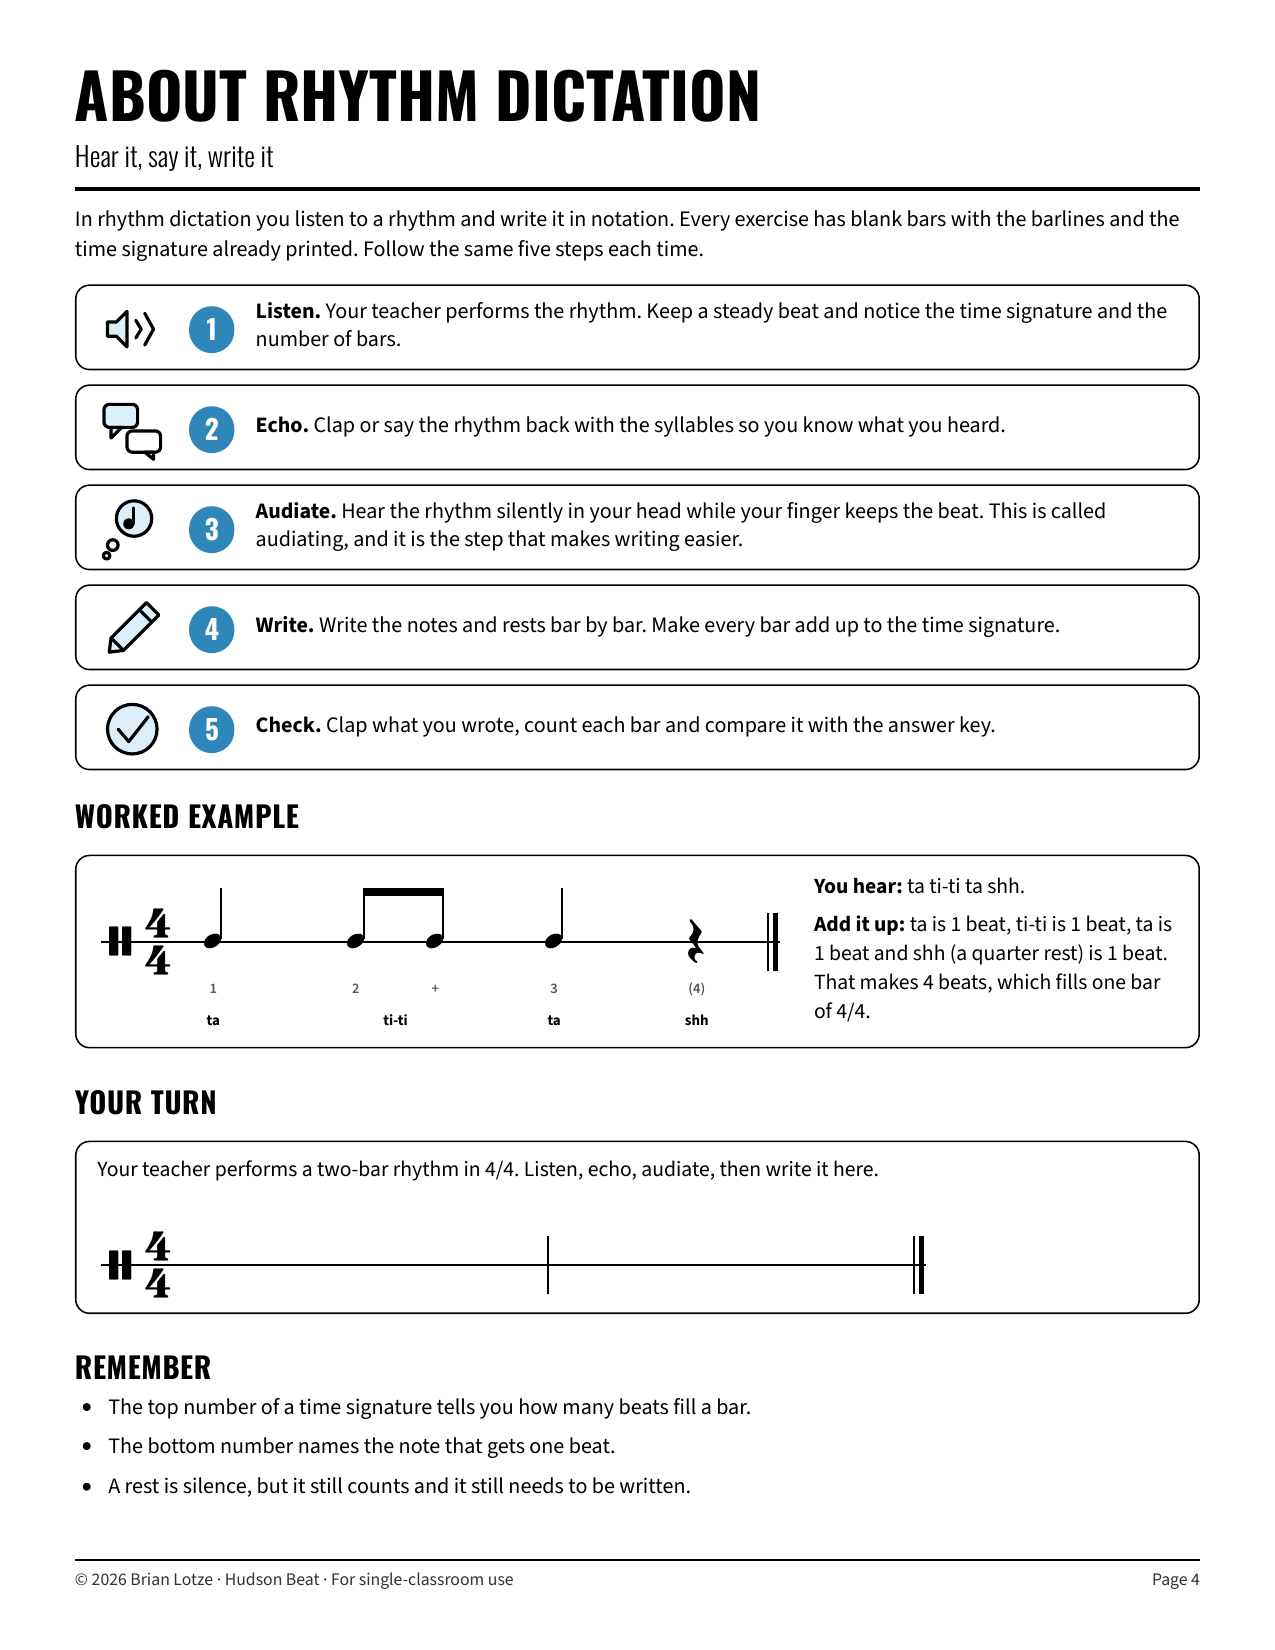 ABOUT RHYTHM DICTATION
Hear it, say it, write it
In rhythm dictation you listen to a rhythm and write it in notation. Every exercise has blank bars with the barlines and the
time signature already printed. Follow the same five steps each time.
1
Listen. Your teacher performs the rhythm. Keep a steady beat and notice the time signature and the
number of bars.
2
Echo. Clap or say the rhythm back with the syllables so you know what you heard.
3
Audiate. Hear the rhythm silently in your head while your finger keeps the beat. This is called
audiating, and it is the step that makes writing easier.
4
Write. Write the notes and rests bar by bar. Make every bar add up to the time signature.
5
Check. Clap what you wrote, count each bar and compare it with the answer key.
WORKED EXAMPLE
4
4
1 2 + 3 (4)
ta ti-ti ta shh
You hear: ta ti-ti ta shh.
Add it up: ta is 1 beat, ti-ti is 1 beat, ta is
1 beat and shh (a quarter rest) is 1 beat.
That makes 4 beats, which fills one bar
of 4/4.
YOUR TURN
Your teacher performs a two-bar rhythm in 4/4. Listen, echo, audiate, then write it here.
4
4
REMEMBER
• The top number of a time signature tells you how many beats fill a bar.
• The bottom number names the note that gets one beat.
• A rest is silence, but it still counts and it still needs to be written.
© 2026 Brian Lotze · Hudson Beat · For single-classroom use
Page 4